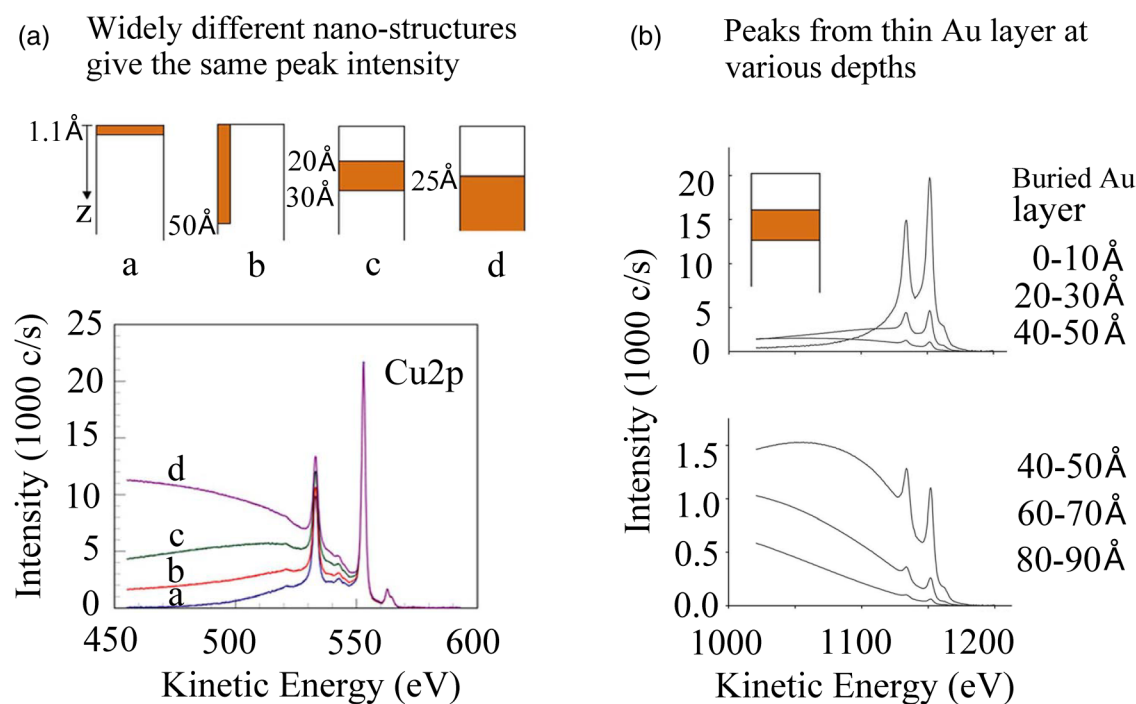 (a) Widely different nano-structures
give the same peak intensity
1.1Å
z
50Å
20Å
30Å
25Å
a b c d
25
20
15
10
5
0
Cu2p
d
c
b
a
Intensity (1000 c/s)
450 500 550 600
Kinetic Energy (eV)
(b) Peaks from thin Au layer at
various depths
20
15
10
5
0
Buried Au
layer
0-10Å
20-30Å
40-50Å
Intensity (1000 c/s)
1.5
1.0
0.5
0.0
40-50Å
60-70Å
80-90Å
1000 1100 1200
Kinetic Energy (eV)